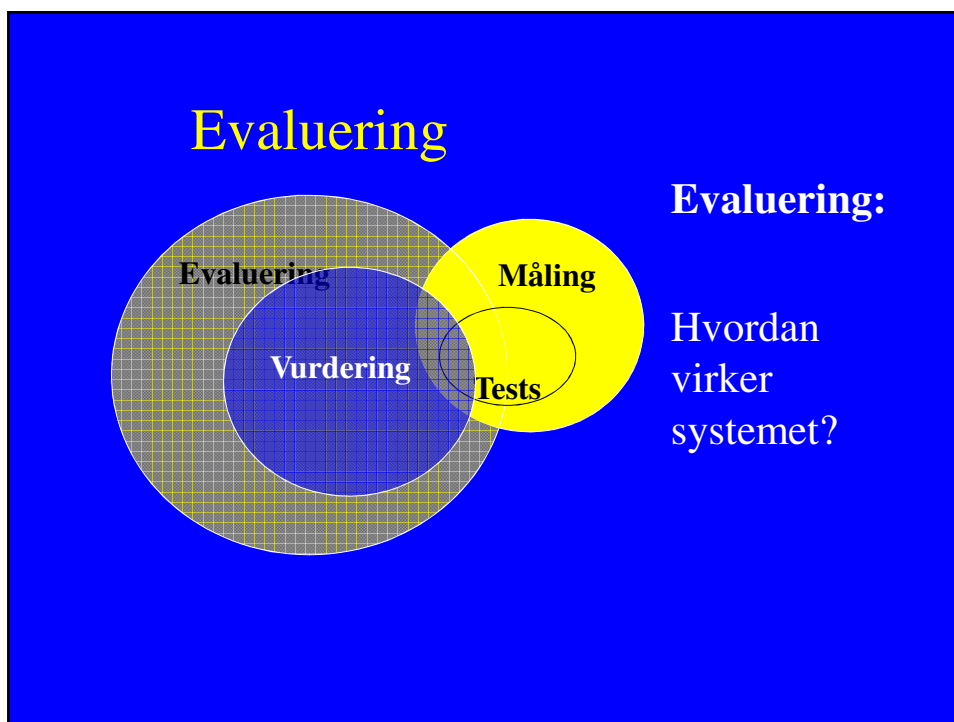 Evaluering
Evaluering
Måling
Vurdering
Tests
Evaluering:
Hvordan
virker
systemet?